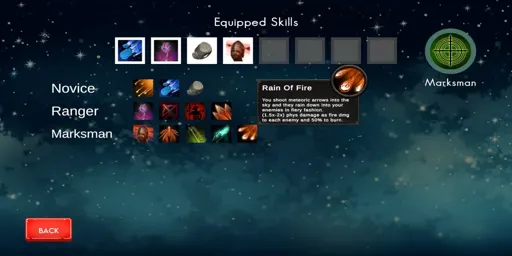 Equipped Skills
Marksman
Novice
Ranger
Marksman
Rain Of Fire
You shoot meteoric arrows into the
sky and they rain down into your
enemies in fiery fashion.
(1.5x-2x) phys damage as fire dmg
to each enemy and 50% to burn.
BACK